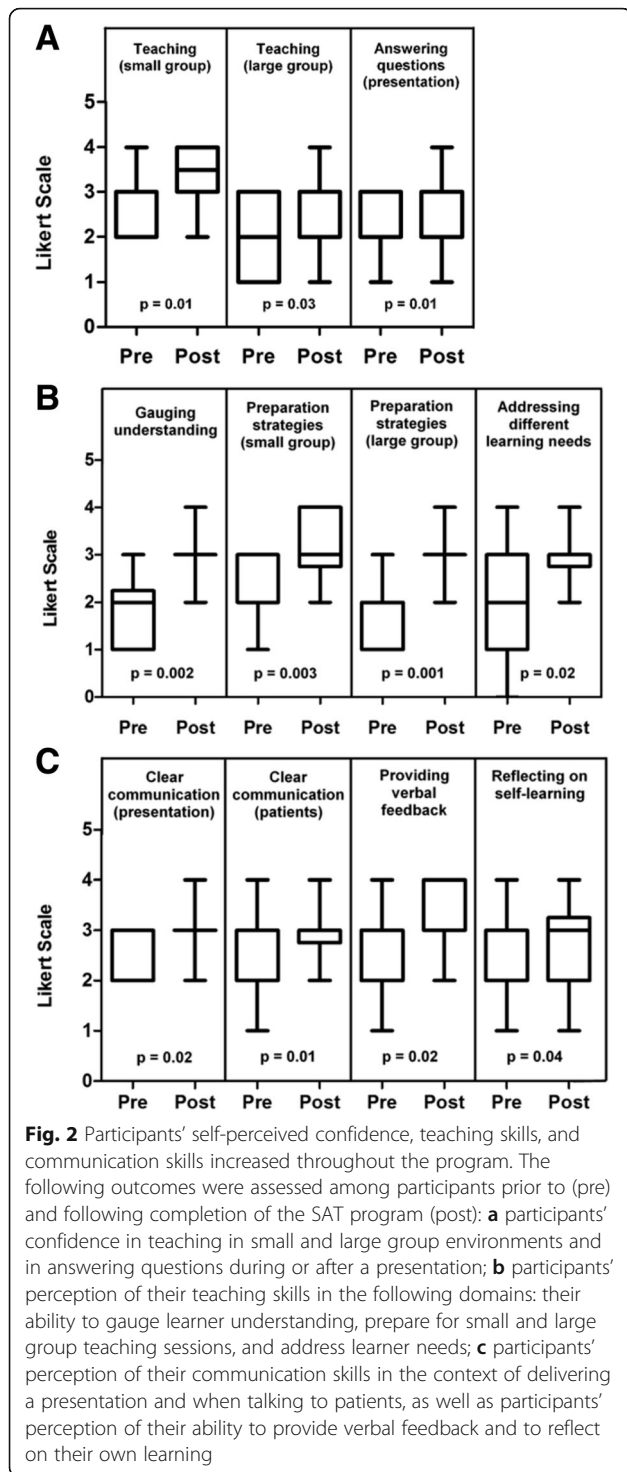 A
Teaching
(small group)
Teaching
(large group)
Answering
questions
(presentation)
Likert Scale
5
4
3
2
1
0
p = 0.01
p = 0.03
p = 0.01
Pre Post Pre Post Pre Post
B
Gauging
understanding
Preparation
strategies
(small group)
Preparation
strategies
(large group)
Addressing
different
learning needs
Likert Scale
5
4
3
2
1
0
p = 0.002
p = 0.003
p = 0.001
p = 0.02
Pre Post Pre Post Pre Post Pre Post
C
Clear
communication
(presentation)
Clear
communication
(patients)
Providing
verbal
feedback
Reflecting on
self-learning
Likert Scale
5
4
3
2
1
0
p = 0.02
p = 0.01
p = 0.02
p = 0.04
Pre Post Pre Post Pre Post Pre Post
Fig. 2 Participants’ self-perceived confidence, teaching skills, and
communication skills increased throughout the program. The
following outcomes were assessed among participants prior to (pre)
and following completion of the SAT program (post): a participants’
confidence in teaching in small and large group environments and
in answering questions during or after a presentation; b participants’
perception of their teaching skills in the following domains: their
ability to gauge learner understanding, prepare for small and large
group teaching sessions, and address learner needs; c participants’
perception of their communication skills in the context of delivering
a presentation and when talking to patients, as well as participants’
perception of their ability to provide verbal feedback and to reflect
on their own learning